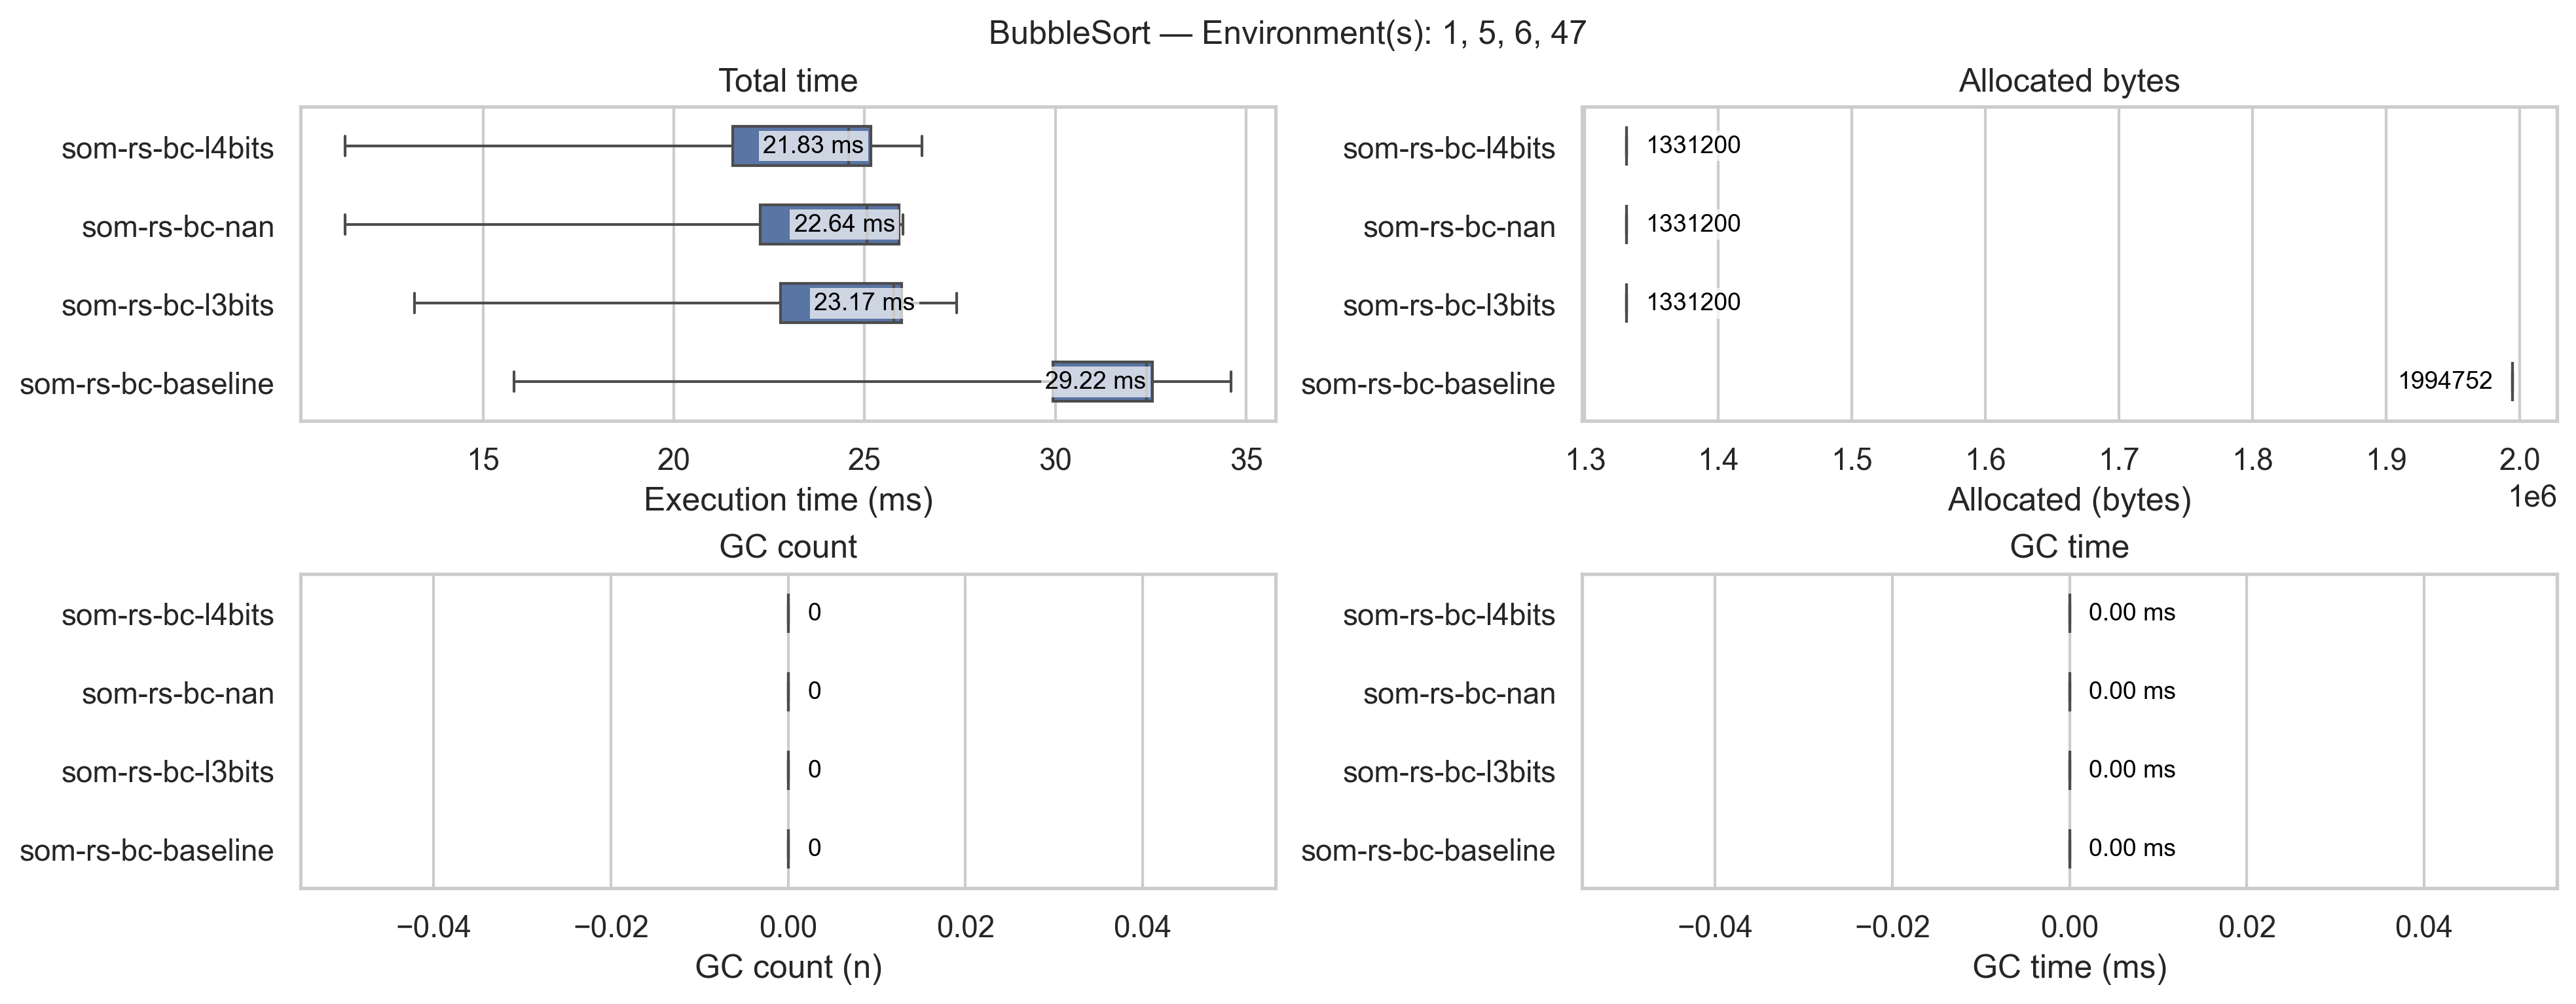 BubbleSort — Environment(s): 1, 5, 6, 47
Total time
som-rs-bc-l4bits
21.83 ms
som-rs-bc-nan
22.64 ms
som-rs-bc-l3bits
23.17 ms
som-rs-bc-baseline
29.22 ms
15 20 25 30 35
Execution time (ms)
Allocated bytes
som-rs-bc-l4bits
1331200
som-rs-bc-nan
1331200
som-rs-bc-l3bits
1331200
som-rs-bc-baseline
1994752
1.3 1.4 1.5 1.6 1.7 1.8 1.9 2.0
1e6
Allocated (bytes)
GC count
som-rs-bc-l4bits
0
som-rs-bc-nan
0
som-rs-bc-l3bits
0
som-rs-bc-baseline
0
−0.04 −0.02 0.00 0.02 0.04
GC count (n)
GC time
som-rs-bc-l4bits
0.00 ms
som-rs-bc-nan
0.00 ms
som-rs-bc-l3bits
0.00 ms
som-rs-bc-baseline
0.00 ms
−0.04 −0.02 0.00 0.02 0.04
GC time (ms)